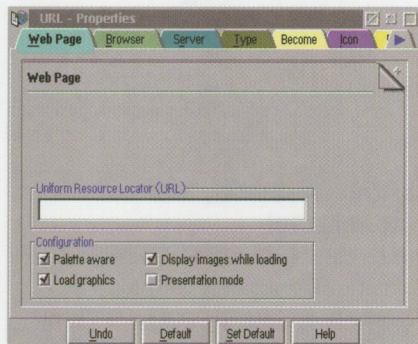 URL - Properties
Web Page Browser Server Type Become Icon
Web Page
Uniform Resource Locator (URL)
Configuration
Palette aware Display images while loading
Load graphics Presentation mode
Undo Default Set Default Help